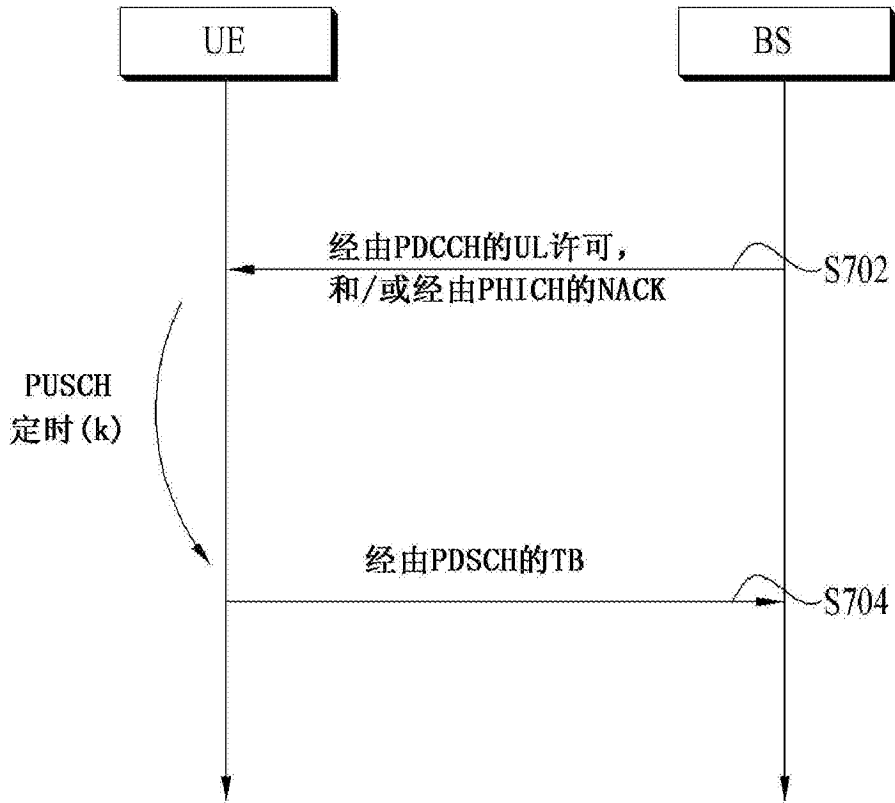 UE
BS
经由PDCCH的UL许可，
和/或经由PHICH的NACK
S702
PUSCH
定时(k)
经由PDSCH的TB
S704